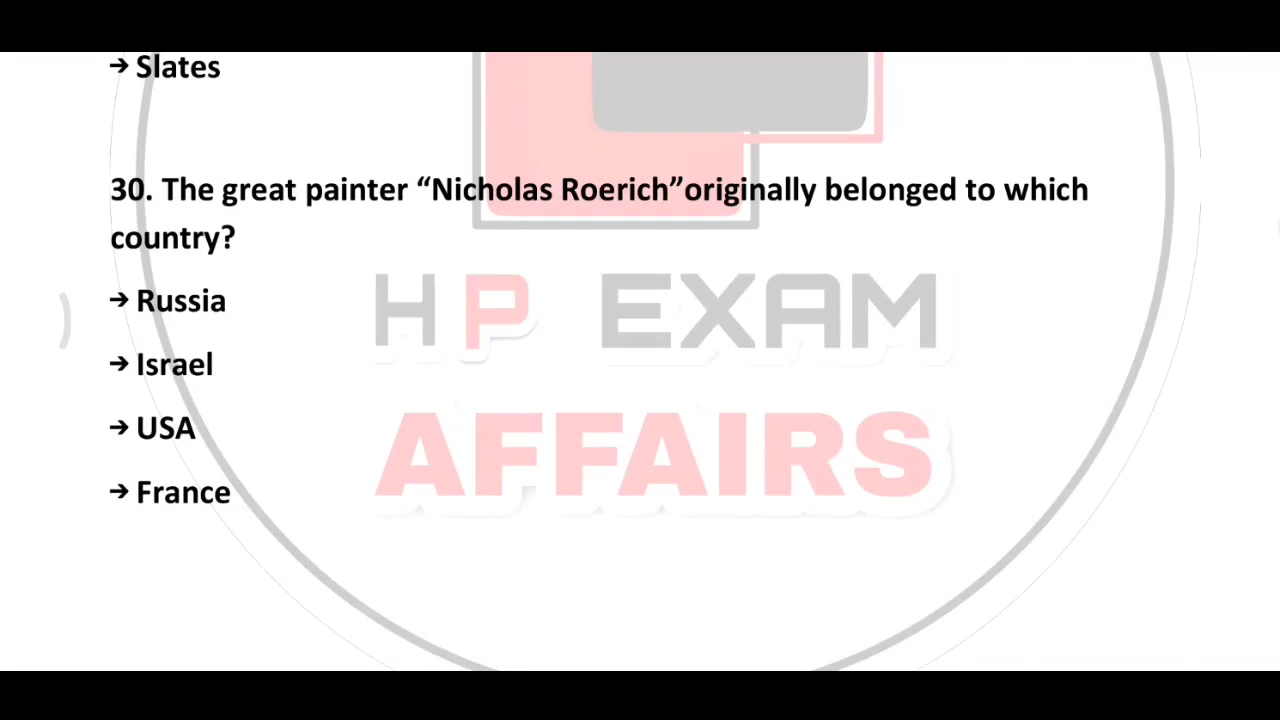 → Slates
30. The great painter “Nicholas Roerich”originally belonged to which
country?
→ Russia
→ Israel
→ USA
→ France
HP EXAM
AFFAIRS